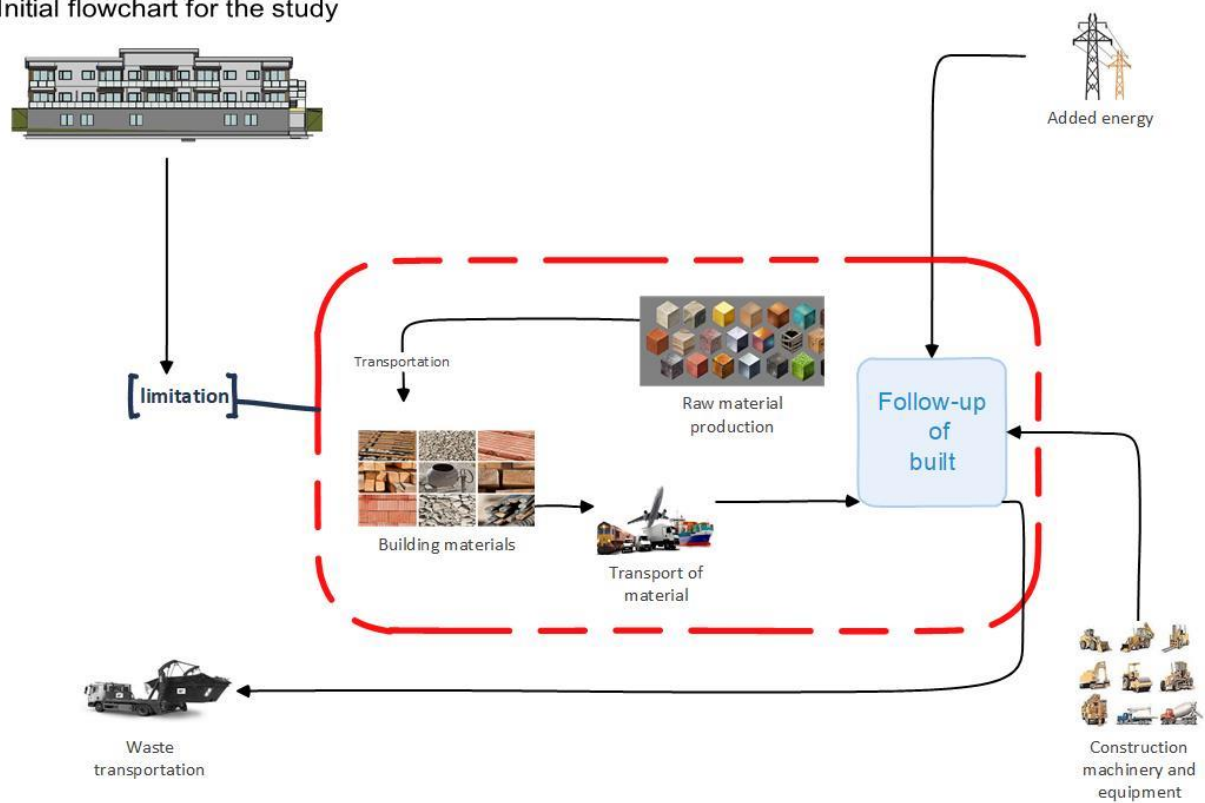 Initial flowchart for the study
Added energy
Transportation
[limitation]
Raw material
production
Follow-up
of
built
Building materials
Transport of
material
Waste
transportation
Construction
machinery and
equipment